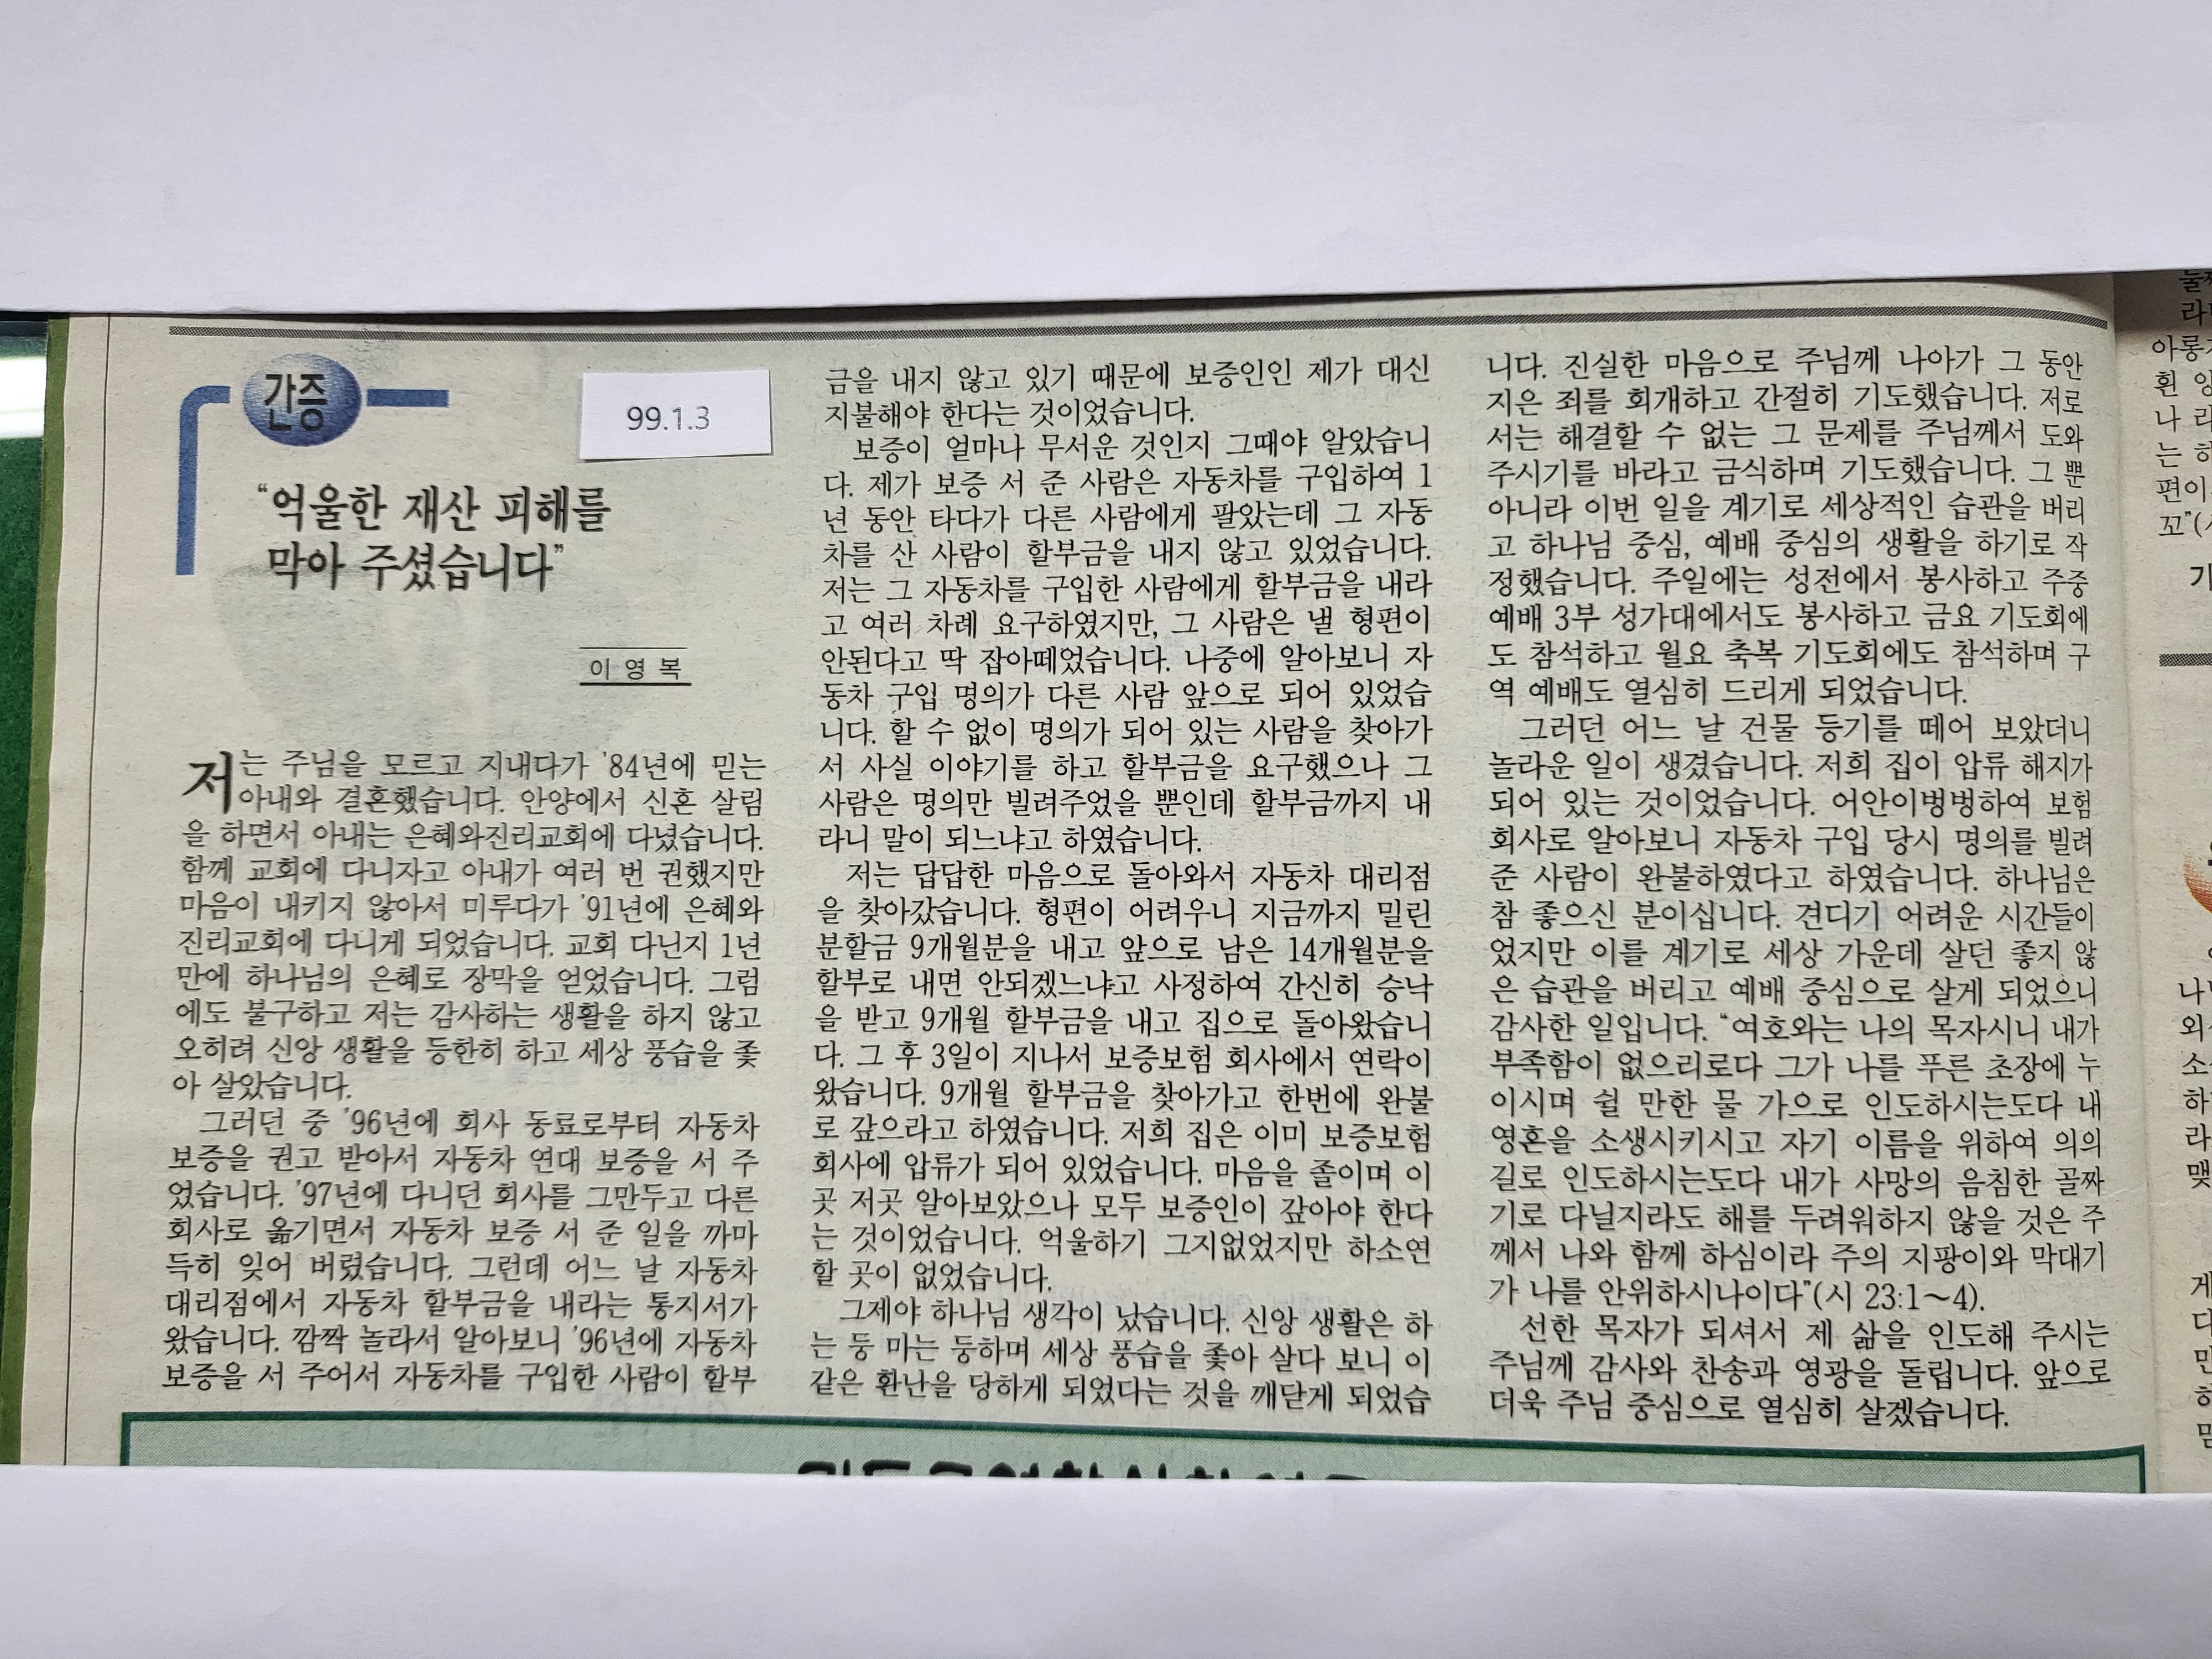 간증
99.1.3
“억울한 재산 피해를
막아 주셨습니다”
이 영 복
저는 주님을 모르고 지내다가 '84년에 믿는
아내와 결혼했습니다. 안양에서 신혼 살림
을 하면서 아내는 은혜와진리교회에 다녔습니다.
함께 교회에 다니자고 아내가 여러 번 권했지만
마음이 내키지 않아서 미루다가 '91년에 은혜와
진리교회에 다니게 되었습니다. 교회 다닌지 1년
만에 하나님의 은혜로 장막을 얻었습니다. 그럼
에도 불구하고 저는 감사하는 생활을 하지 않고
오히려 신앙 생활을 등한히 하고 세상 풍습을 좇
아 살았습니다.
그러던 중 '96년에 회사 동료로부터 자동차
보증을 권고 받아서 자동차 연대 보증을 서 주
었습니다. '97년에 다니던 회사를 그만두고 다른
회사로 옮기면서 자동차 보증 서 준 일을 까마
득히 잊어 버렸습니다. 그런데 어느 날 자동차
대리점에서 자동차 할부금을 내라는 통지서가
왔습니다. 깜짝 놀라서 알아보니 '96년에 자동차
보증을 서 주어서 자동차를 구입한 사람이 할부
금을 내지 않고 있기 때문에 보증인인 제가 대신
지불해야 한다는 것이었습니다.
보증이 얼마나 무서운 것인지 그때야 알았습니
다. 제가 보증 서 준 사람은 자동차를 구입하여 1
년 동안 타다가 다른 사람에게 팔았는데 그 자동
차를 산 사람이 할부금을 내지 않고 있었습니다.
저는 그 자동차를 구입한 사람에게 할부금을 내라
고 여러 차례 요구하였지만, 그 사람은 낼 형편이
안된다고 딱 잡아떼었습니다. 나중에 알아보니 자
동차 구입 명의가 다른 사람 앞으로 되어 있었습
니다. 할 수 없이 명의가 되어 있는 사람을 찾아가
서 사실 이야기를 하고 할부금을 요구했으나 그
사람은 명의만 빌려주었을 뿐인데 할부금까지 내
라니 말이 되느냐고 하였습니다.
저는 답답한 마음으로 돌아와서 자동차 대리점
을 찾아갔습니다. 형편이 어려우니 지금까지 밀린
분할금 9개월분을 내고 앞으로 남은 14개월분을
할부로 내면 안되겠느냐고 사정하여 간신히 승낙
을 받고 9개월 할부금을 내고 집으로 돌아왔습니
다. 그 후 3일이 지나서 보증보험 회사에서 연락이
왔습니다. 9개월 할부금을 찾아가고 한번에 완불
로 갚으라고 하였습니다. 저희 집은 이미 보증보험
회사에 압류가 되어 있었습니다. 마음을 졸이며 이
곳 저곳 알아보았으나 모두 보증인이 갚아야 한다
는 것이었습니다. 억울하기 그지없었지만 하소연
할 곳이 없었습니다.
그제야 하나님 생각이 났습니다. 신앙 생활은 하
는 둥 마는 둥하며 세상 풍습을 좇아 살다 보니 이
같은 환난을 당하게 되었다는 것을 깨닫게 되었습
니다. 진실한 마음으로 주님께 나아가 그 동안
지은 죄를 회개하고 간절히 기도했습니다. 저로
서는 해결할 수 없는 그 문제를 주님께서 도와
주시기를 바라고 금식하며 기도했습니다. 그 뿐
아니라 이번 일을 계기로 세상적인 습관을 버리
고 하나님 중심, 예배 중심의 생활을 하기로 작
정했습니다. 주일에는 성전에서 봉사하고 주중
예배 3부 성가대에서도 봉사하고 금요 기도회에
도 참석하고 월요 축복 기도회에도 참석하며 구
역 예배도 열심히 드리게 되었습니다.
그러던 어느 날 건물 등기를 떼어 보았더니
놀라운 일이 생겼습니다. 저희 집이 압류 해지가
되어 있는 것이었습니다. 어안이벙벙하여 보험
회사로 알아보니 자동차 구입 당시 명의를 빌려
준 사람이 완불하였다고 하였습니다. 하나님은
참 좋으신 분이십니다. 견디기 어려운 시간들이
었지만 이를 계기로 세상 가운데 살던 좋지 않
은 습관을 버리고 예배 중심으로 살게 되었으니
감사한 일입니다. “여호와는 나의 목자시니 내가
부족함이 없으리로다 그가 나를 푸른 초장에 누
이시며 쉴 만한 물 가으로 인도하시는도다 내
영혼을 소생시키시고 자기 이름을 위하여 의의
길로 인도하시는도다 내가 사망의 음침한 골짜
기로 다닐지라도 해를 두려워하지 않을 것은 주
께서 나와 함께 하심이라 주의 지팡이와 막대기
가 나를 안위하시나이다”(시 23:1～4).
선한 목자가 되셔서 제 삶을 인도해 주시는
주님께 감사와 찬송과 영광을 돌립니다. 앞으로
더욱 주님 중심으로 열심히 살겠습니다.